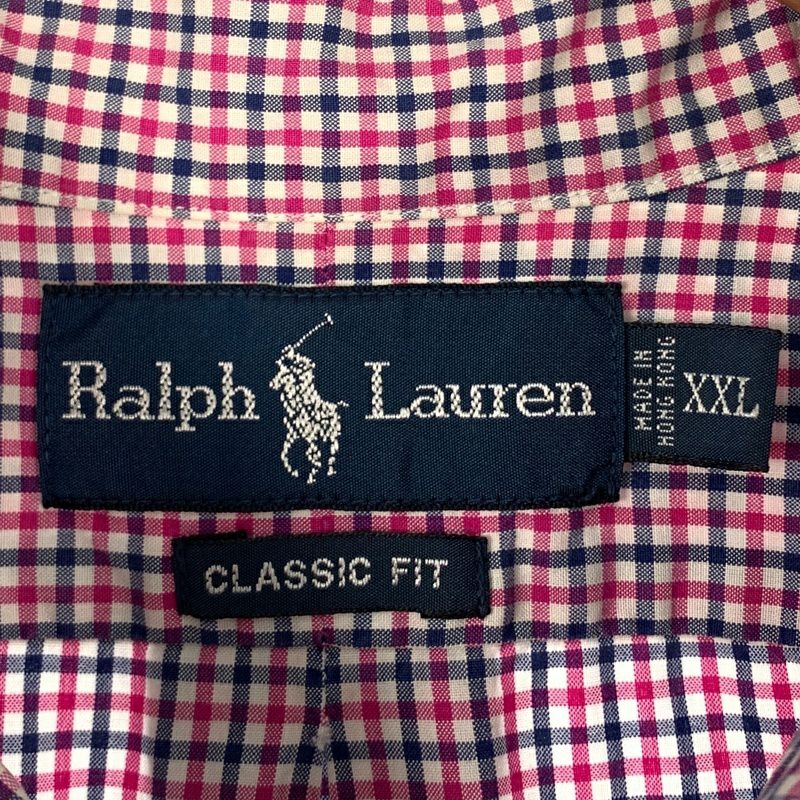 Ralph Lauren
MADE IN
HONG KONG
XXL
CLASSIC FIT